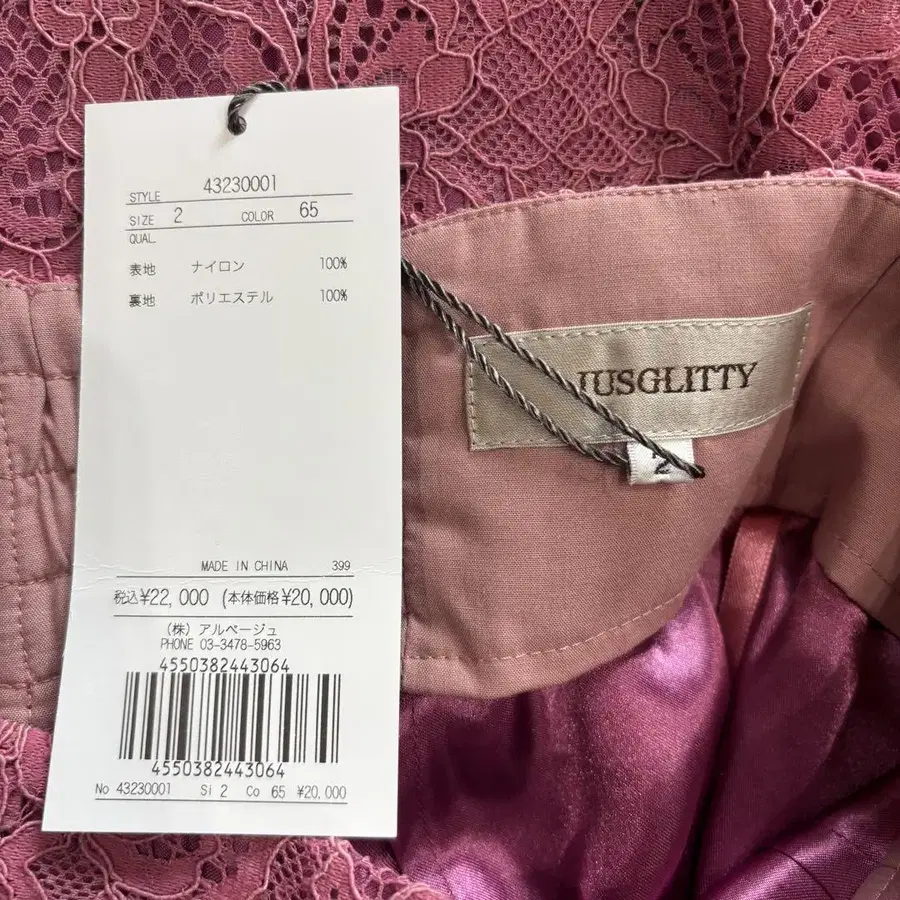 STYLE 43230001
SIZE 2 COLOR 65
QUAL.
表地 ナイロン 100%
裏地 ポリエステル 100%
MADE IN CHINA 399
税込¥22,000 (本体価格¥20,000)
(株) アルページュ
PHONE 03-3478-5963
4550382443064
4550382443064
No 43230001 Si 2 Co 65 ¥20,000
JUSGLITTY
2